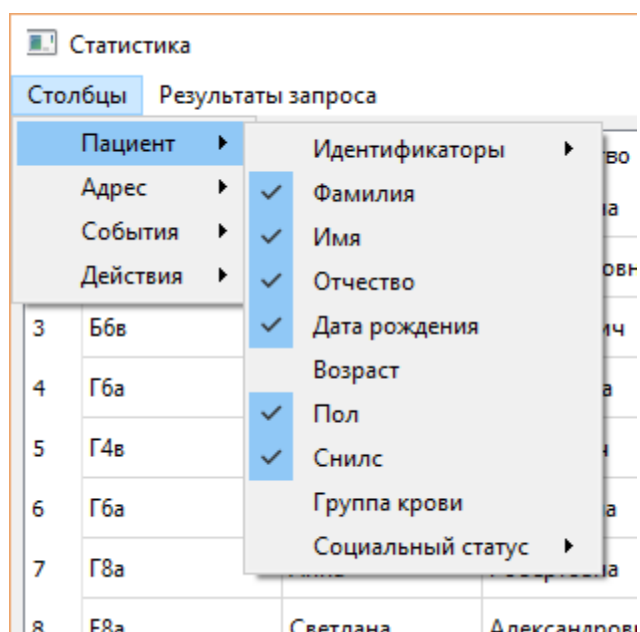 Статистика
Столбцы Результаты запроса
Пациент
Адрес
События
Действия
Идентификаторы
Фамилия
Имя
Отчество
Дата рождения
Возраст
Пол
Снилс
Группа крови
Социальный статус
3 Б6в
4 Г6а
5 Г4в
6 Г6а
7 Г8а
8 Е8а Светлана